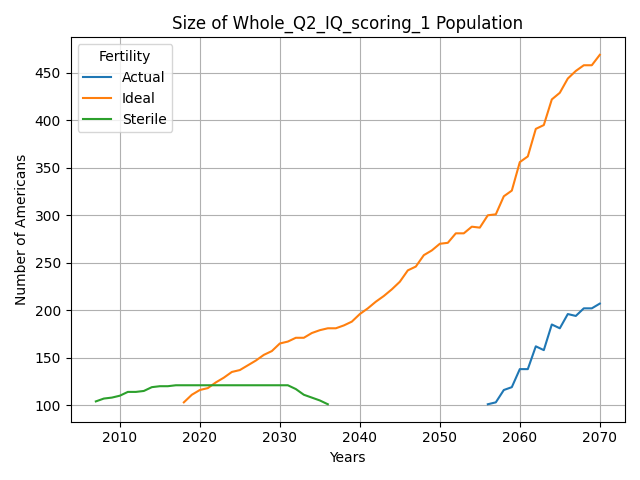 Size of Whole_Q2_IQ_scoring_1 Population
Fertility
Actual
Ideal
Sterile
Number of Americans
450
400
350
300
250
200
150
100
2010 2020 2030 2040 2050 2060 2070
Years